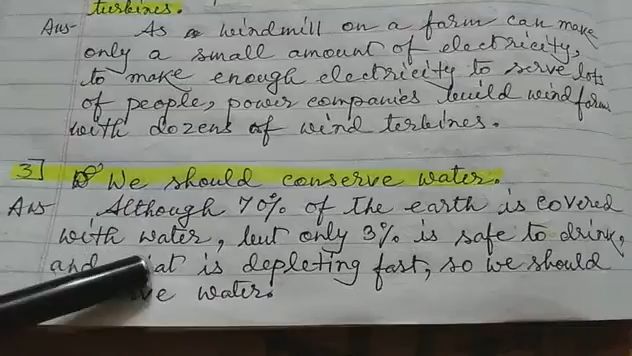 terbines.
Ans- As a windmill on a farm can make
only a small amount of electricity,
to make enough electricity to serve lots
of people, power companies build wind farm
with dozens of wind terbines.
3] We should conserve water.
Ans Although 70% of the earth is covered
with water, but only 3% is safe to drink,
and is depleting fast, so we should
water.